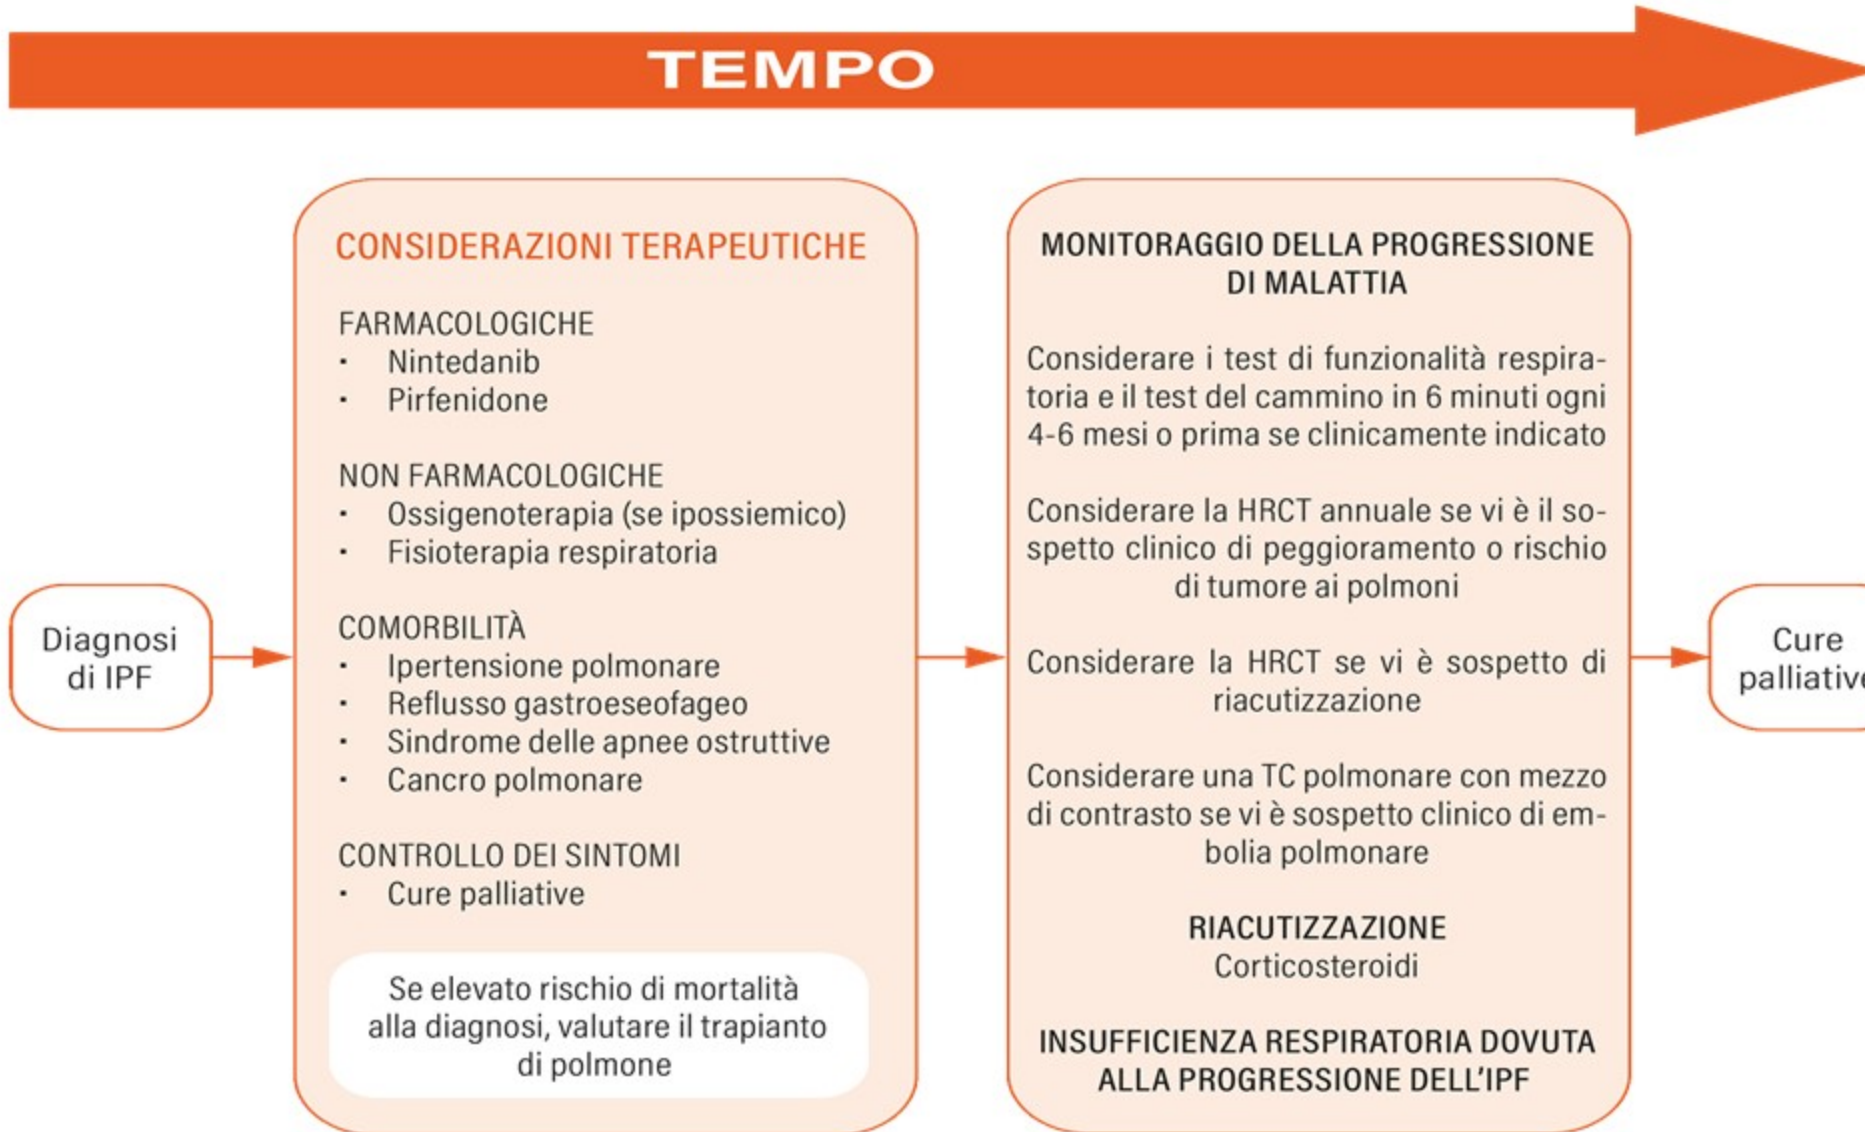 TEMPO
Diagnosi
di IPF
CONSIDERAZIONI TERAPEUTICHE
FARMACOLOGICHE
· Nintedanib
· Pirfenidone
NON FARMACOLOGICHE
· Ossigenoterapia (se ipossiemico)
· Fisioterapia respiratoria
COMORBILITÀ
· Ipertensione polmonare
· Reflusso gastroeseofageo
· Sindrome delle apnee ostruttive
· Cancro polmonare
CONTROLLO DEI SINTOMI
· Cure palliative
Se elevato rischio di mortalità
alla diagnosi, valutare il trapianto
di polmone
MONITORAGGIO DELLA PROGRESSIONE
DI MALATTIA
Considerare i test di funzionalità respira-
toria e il test del cammino in 6 minuti ogni
4-6 mesi o prima se clinicamente indicato
Considerare la HRCT annuale se vi è il so-
spetto clinico di peggioramento o rischio
di tumore ai polmoni
Considerare la HRCT se vi è sospetto di
riacutizzazione
Considerare una TC polmonare con mezzo
di contrasto se vi è sospetto clinico di em-
bolia polmonare
RIACUTIZZAZIONE
Corticosteroidi
INSUFFICIENZA RESPIRATORIA DOVUTA
ALLA PROGRESSIONE DELL'IPF
Cure
palliative